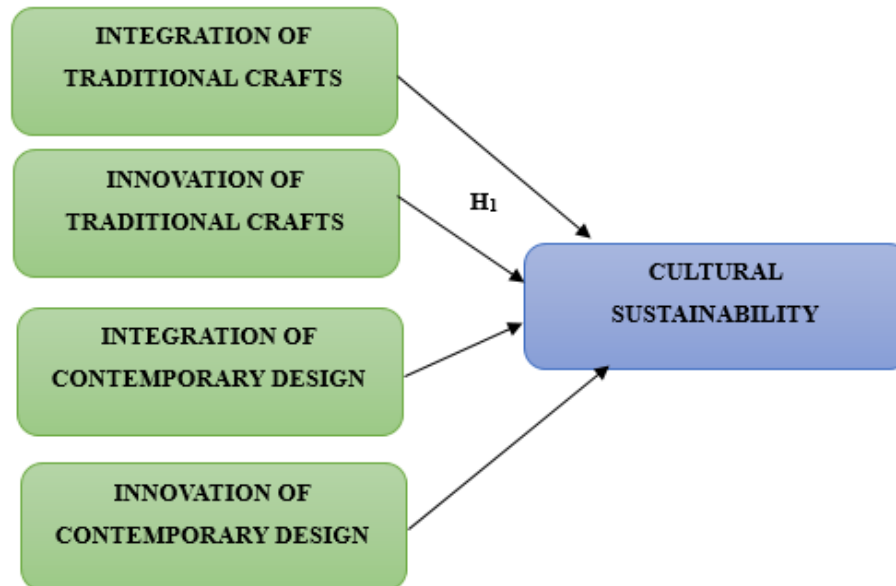 INTEGRATION OF
TRADITIONAL CRAFTS
INNOVATION OF
TRADITIONAL CRAFTS
H₁
CULTURAL
SUSTAINABILITY
INTEGRATION OF
CONTEMPORARY DESIGN
INNOVATION OF
CONTEMPORARY DESIGN